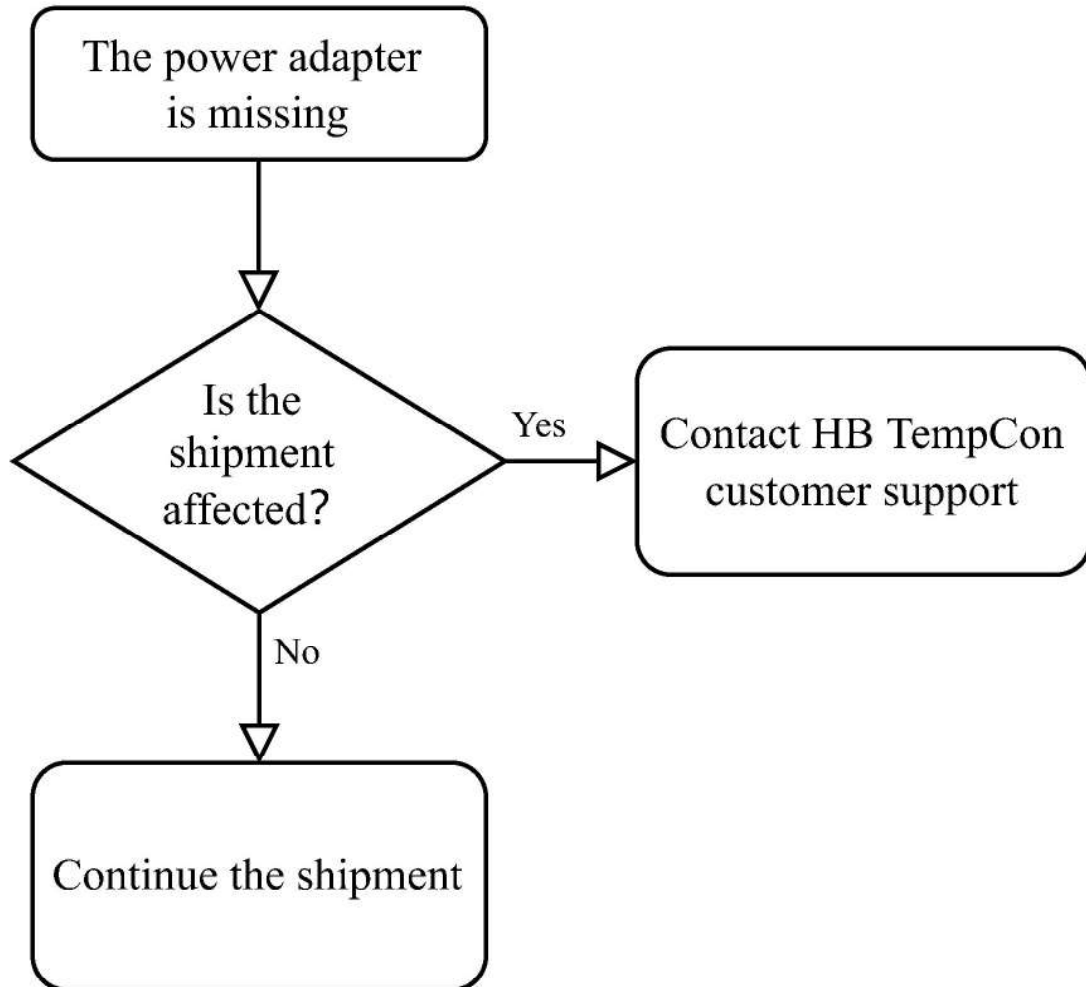 The power adapter
is missing
Is the
shipment
affected?
Yes
Contact HB TempCon
customer support
No
Continue the shipment